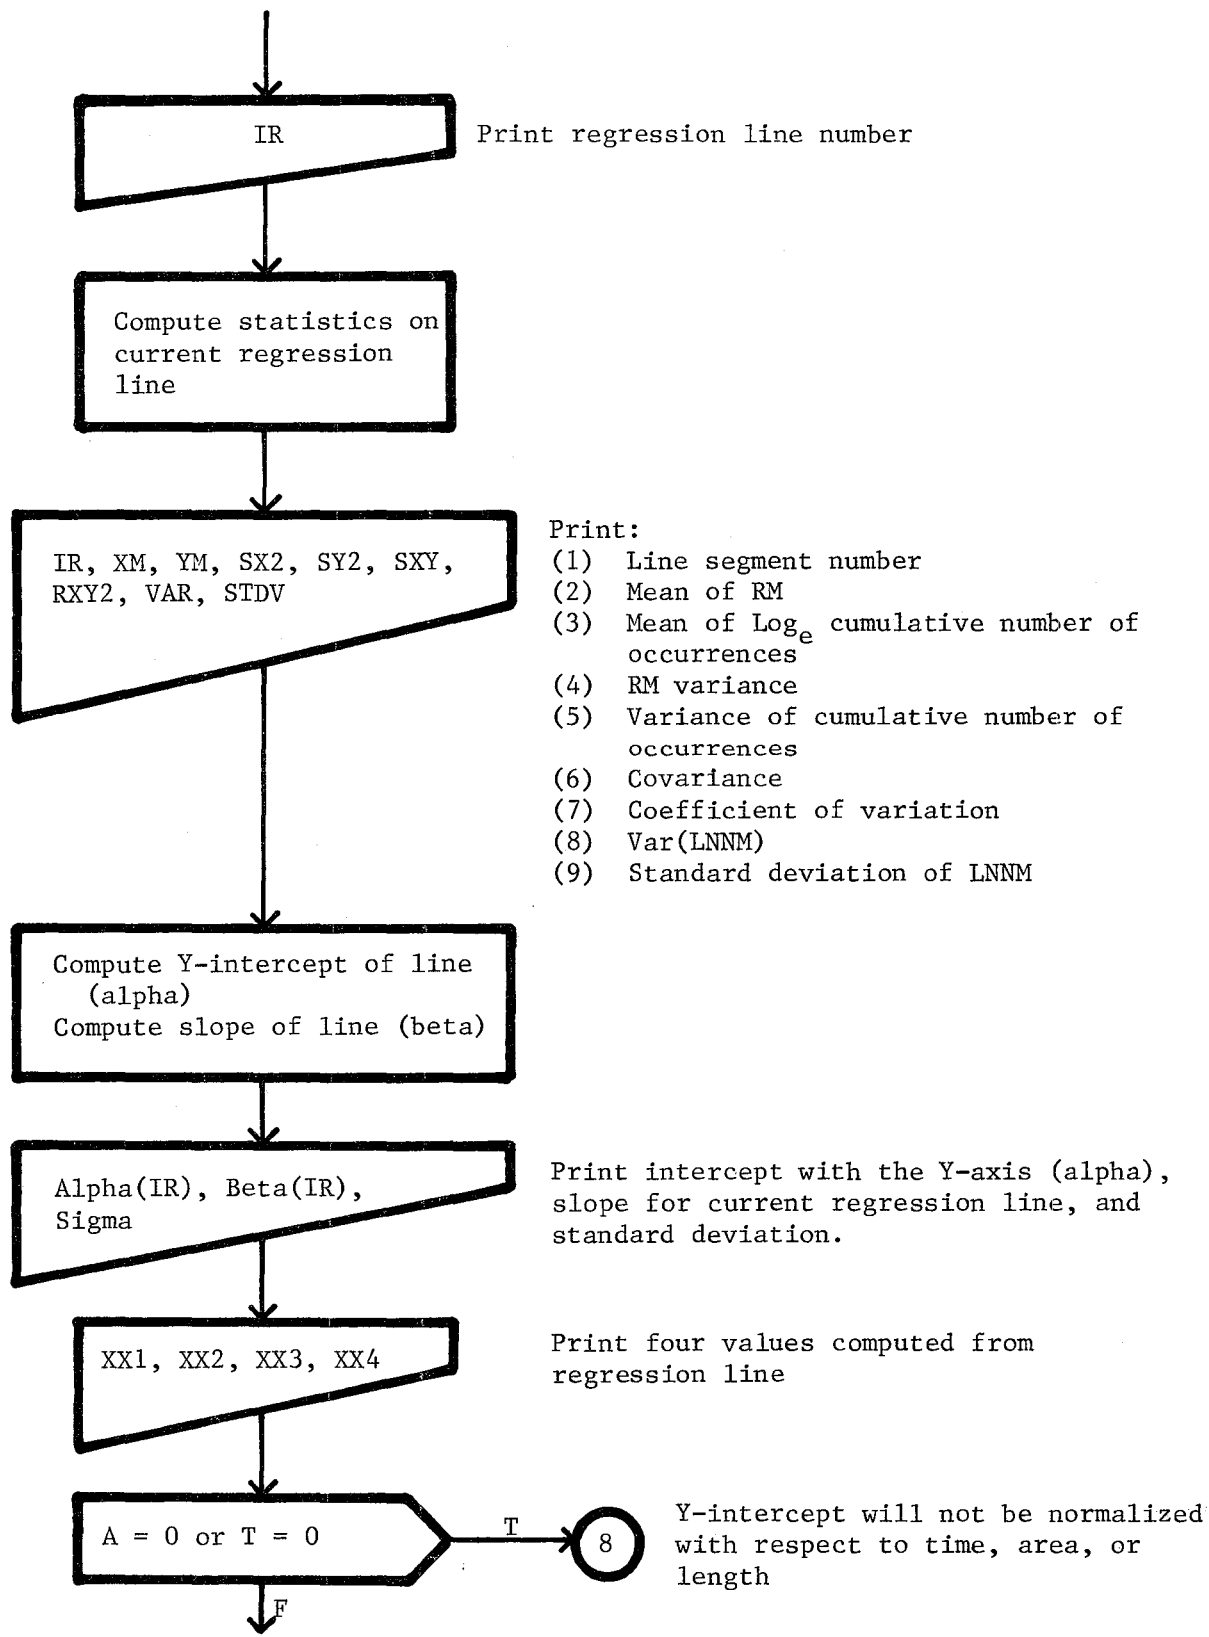 IR
Print regression line number
Compute statistics on
current regression
line
IR, XM, YM, SX2, SY2, SXY,
RXY2, VAR, STDV
Print:
(1) Line segment number
(2) Mean of RM
(3) Mean of Loge cumulative number of
occurrences
(4) RM variance
(5) Variance of cumulative number of
occurrences
(6) Covariance
(7) Coefficient of variation
(8) Var(LNNM)
(9) Standard deviation of LNNM
Compute Y-intercept of line
(alpha)
Compute slope of line (beta)
Alpha(IR), Beta(IR),
Sigma
Print intercept with the Y-axis (alpha),
slope for current regression line, and
standard deviation.
XX1, XX2, XX3, XX4
Print four values computed from
regression line
A = 0 or T = 0
T
8
Y-intercept will not be normalized
with respect to time, area, or
length
F